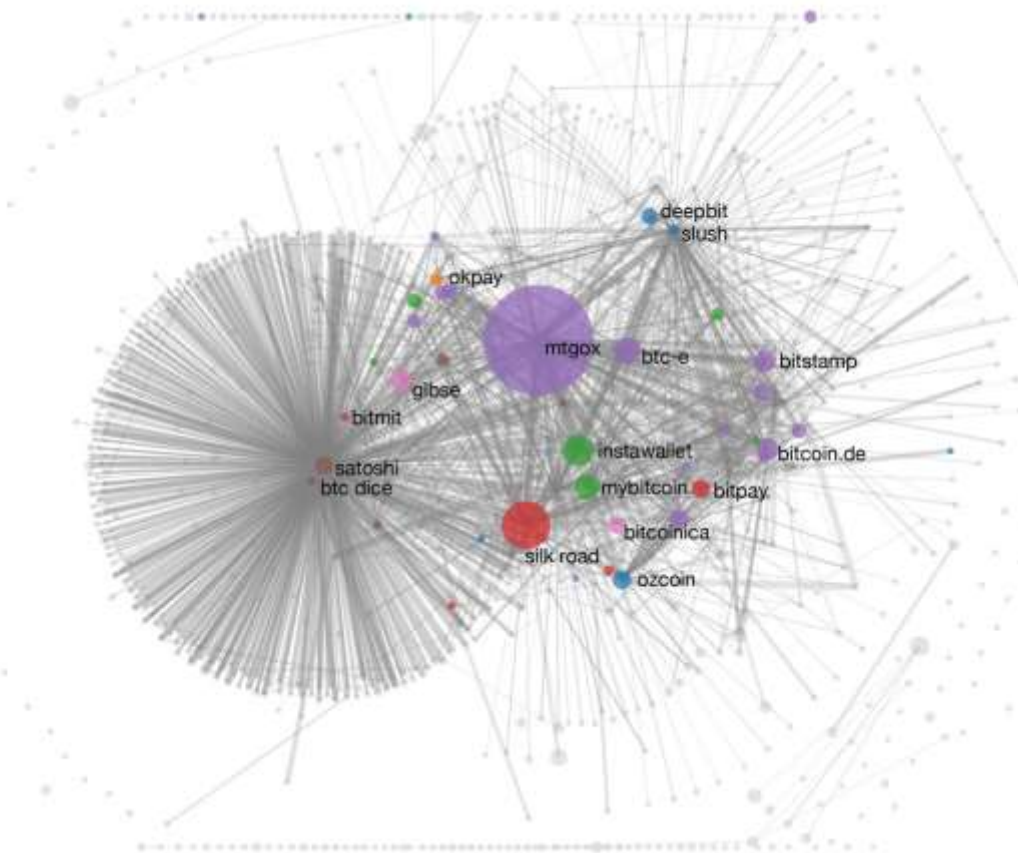 deepbit
slush
okpay
mtgox
btc-e
bitstamp
gibse
bitmit
instawallet
bitcoin.de
satoshi
btc dice
mybitcoin
bitpay
bitcoinica
silk road
ozcoin